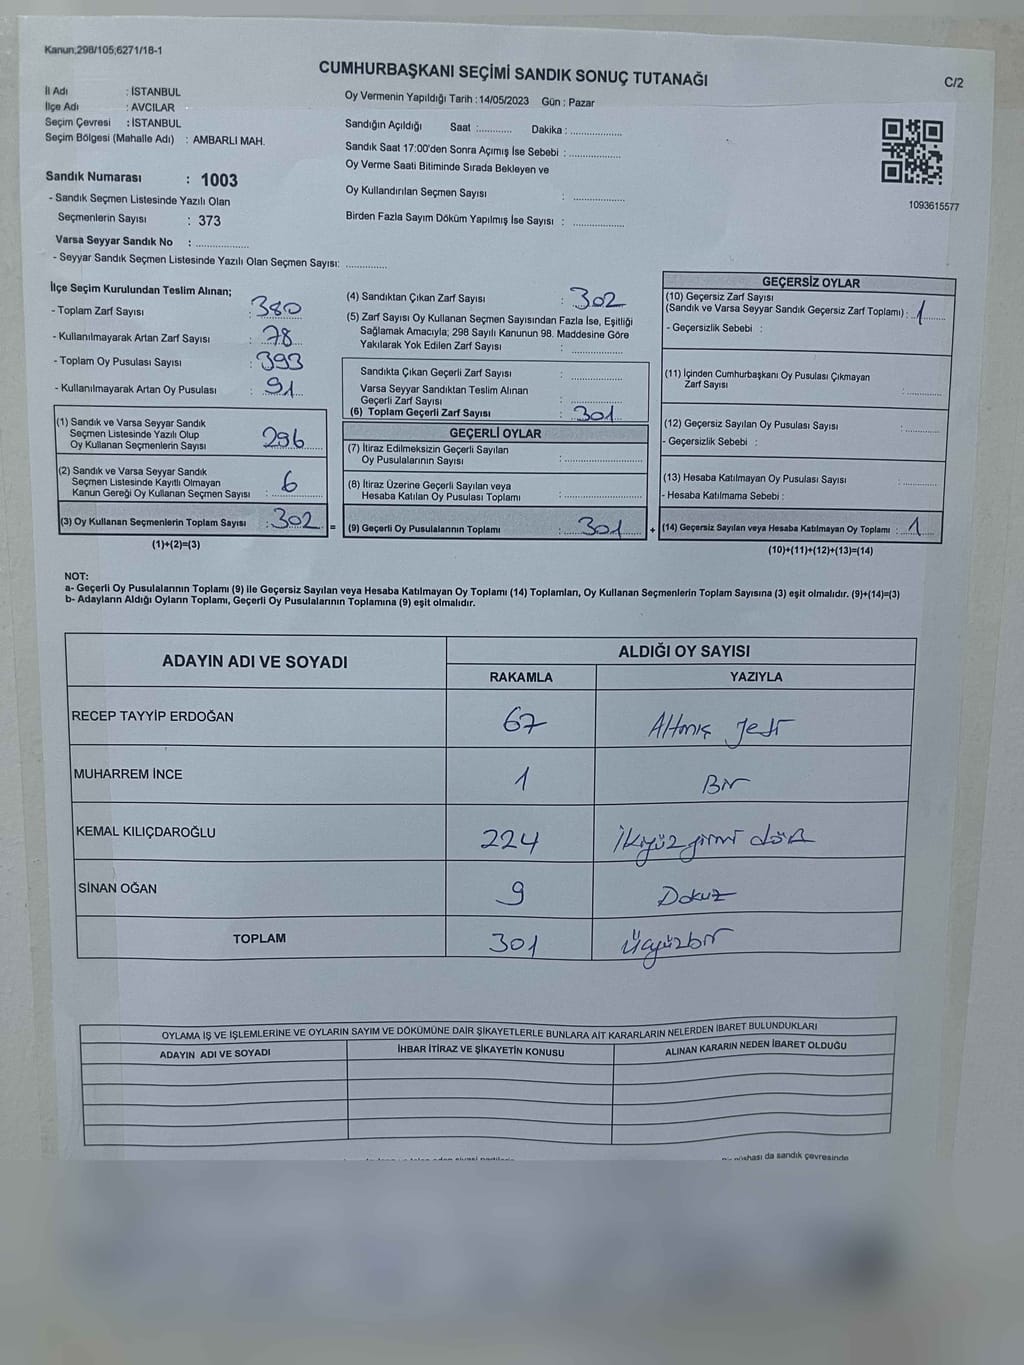 Kanun;298/105;6271/18-1
CUMHURBAŞKANI SEÇİMİ SANDIK SONUÇ TUTANAĞI
C/2
İl Adı : İSTANBUL
İlçe Adı : AVCILAR
Seçim Çevresi : İSTANBUL
Seçim Bölgesi (Mahalle Adı) : AMBARLI MAH.
Sandık Numarası : 1003
- Sandık Seçmen Listesinde Yazılı Olan
Seçmenlerin Sayısı : 373
Varsa Seyyar Sandık No : ................
- Seyyar Sandık Seçmen Listesinde Yazılı Olan Seçmen Sayısı: ............
Oy Vermenin Yapıldığı Tarih : 14/05/2023 Gün : Pazar
Sandığın Açıldığı Saat :........... Dakika : ................
Sandık Saat 17:00'den Sonra Açımış İse Sebebi : ................
Oy Verme Saati Bitiminde Sırada Bekleyen ve
Oy Kullandırılan Seçmen Sayısı : ................
Birden Fazla Sayım Döküm Yapılmış İse Sayısı : ................
1093615577
İlçe Seçim Kurulundan Teslim Alınan;
- Toplam Zarf Sayısı : 380
- Kullanılmayarak Artan Zarf Sayısı : 78
- Toplam Oy Pusulası Sayısı : 393
- Kullanılmayarak Artan Oy Pusulası : 91
(1) Sandık ve Varsa Seyyar Sandık
Seçmen Listesinde Yazılı Olup
Oy Kullanan Seçmenlerin Sayısı 296
(2) Sandık ve Varsa Seyyar Sandık
Seçmen Listesinde Kayıtlı Olmayan
Kanun Gereği Oy Kullanan Seçmen Sayısı : 6
(3) Oy Kullanan Seçmenlerin Toplam Sayısı : 302 =
(1)+(2)=(3)
(4) Sandıktan Çıkan Zarf Sayısı : 302
(5) Zarf Sayısı Oy Kullanan Seçmen Sayısından Fazla İse, Eşitliği
Sağlamak Amacıyla; 298 Sayılı Kanunun 98. Maddesine Göre
Yakılarak Yok Edilen Zarf Sayısı : ................
Sandıkta Çıkan Geçerli Zarf Sayısı : ................
Varsa Seyyar Sandıktan Teslim Alınan
Geçerli Zarf Sayısı : ................
(6) Toplam Geçerli Zarf Sayısı : 301
GEÇERLİ OYLAR
(7) İtiraz Edilmeksizin Geçerli Sayılan
Oy Pusulalarının Sayısı : ................
(8) İtiraz Üzerine Geçerli Sayılan veya
Hesaba Katılan Oy Pusulası Toplamı : ................
(9) Geçerli Oy Pusulalarının Toplamı : 301 +
GEÇERSİZ OYLAR
(10) Geçersiz Zarf Sayısı
(Sandık ve Varsa Seyyar Sandık Geçersiz Zarf Toplamı) : 1
- Geçersizlik Sebebi :
(11) İçinden Cumhurbaşkanı Oy Pusulası Çıkmayan
Zarf Sayısı : ............
(12) Geçersiz Sayılan Oy Pusulası Sayısı : ............
- Geçersizlik Sebebi :
(13) Hesaba Katılmayan Oy Pusulası Sayısı : ............
- Hesaba Katılmama Sebebi :
(14) Geçersiz Sayılan veya Hesaba Katılmayan Oy Toplamı : 1
(10)+(11)+(12)+(13)=(14)
NOT:
a- Geçerli Oy Pusulalarının Toplamı (9) ile Geçersiz Sayılan veya Hesaba Katılmayan Oy Toplamı (14) Toplamları, Oy Kullanan Seçmenlerin Toplam Sayısına (3) eşit olmalıdır. (9)+(14)=(3)
b- Adayların Aldığı Oyların Toplamı, Geçerli Oy Pusulalarının Toplamına (9) eşit olmalıdır.
ADAYIN ADI VE SOYADI ALDIĞI OY SAYISI
RAKAMLA YAZIYLA
RECEP TAYYİP ERDOĞAN 67 Altmış yedi
MUHARREM İNCE 1 Bir
KEMAL KILIÇDAROĞLU 224 İkiyüz yirmi dört
SİNAN OĞAN 9 Dokuz
TOPLAM 301 Üçyüzbir
OYLAMA İŞ VE İŞLEMLERİNE VE OYLARIN SAYIM VE DÖKÜMÜNE DAİR ŞİKAYETLERLE BUNLARA AİT KARARLARIN NELERDEN İBARET BULUNDUKLARI
ADAYIN ADI VE SOYADI İHBAR İTİRAZ VE ŞİKAYETİN KONUSU ALINAN KARARIN NEDEN İBARET OLDUĞU
da sandık çevresinde